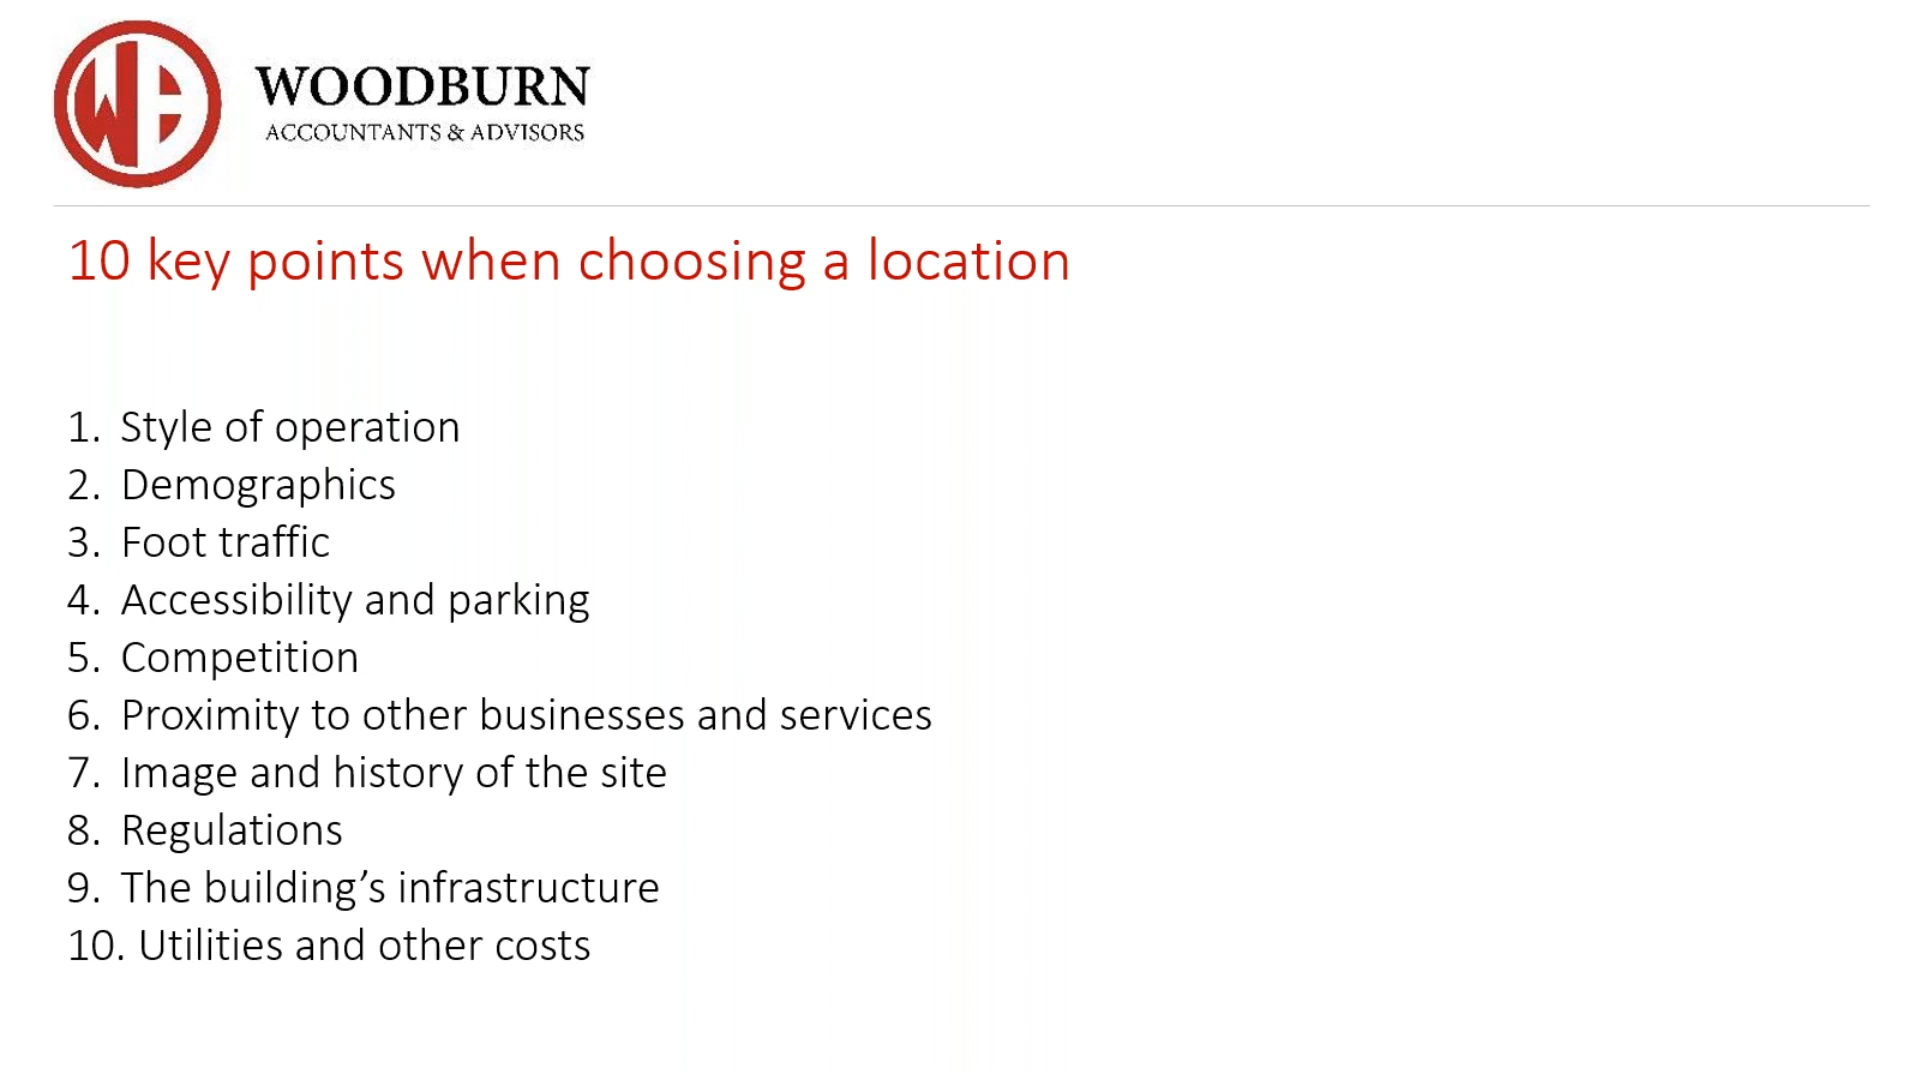 WOODBURN
ACCOUNTANTS & ADVISORS
10 key points when choosing a location
1. Style of operation
2. Demographics
3. Foot traffic
4. Accessibility and parking
5. Competition
6. Proximity to other businesses and services
7. Image and history of the site
8. Regulations
9. The building’s infrastructure
10. Utilities and other costs